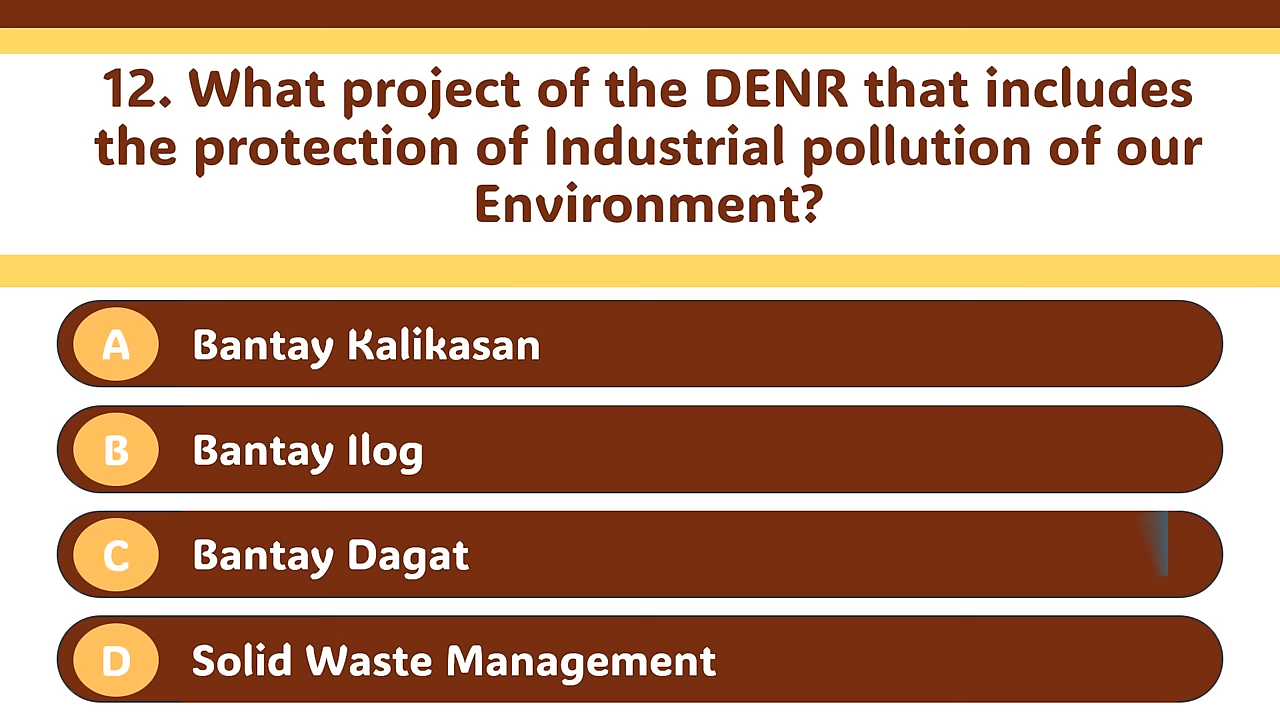 12. What project of the DENR that includes
the protection of Industrial pollution of our
Environment?
A Bantay Kalikasan
B Bantay Ilog
C Bantay Dagat
D Solid Waste Management